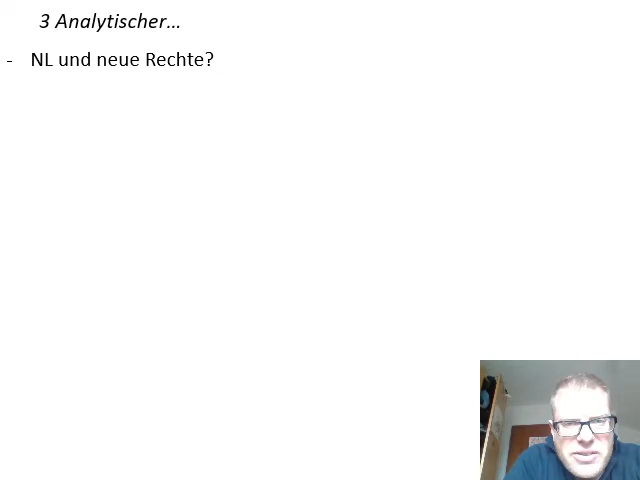 3 Analytischer…
- NL und neue Rechte?